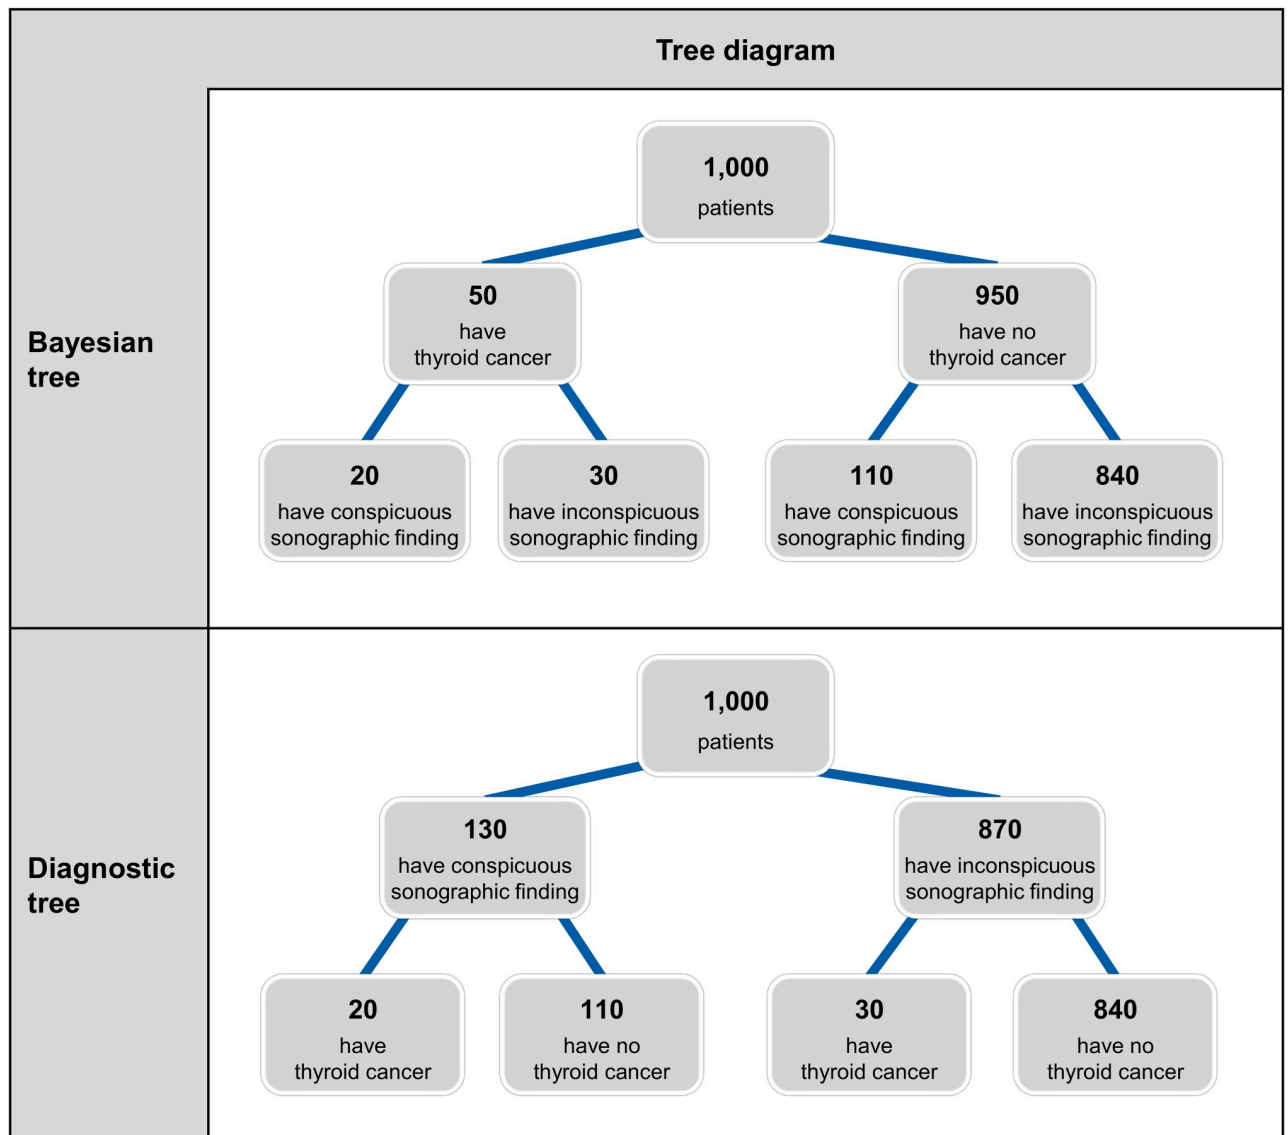 Tree diagram
Bayesian
tree
1,000
patients
50
have
thyroid cancer
950
have no
thyroid cancer
20
have conspicuous
sonographic finding
30
have inconspicuous
sonographic finding
110
have conspicuous
sonographic finding
840
have inconspicuous
sonographic finding
Diagnostic
tree
1,000
patients
130
have conspicuous
sonographic finding
870
have inconspicuous
sonographic finding
20
have
thyroid cancer
110
have no
thyroid cancer
30
have
thyroid cancer
840
have no
thyroid cancer